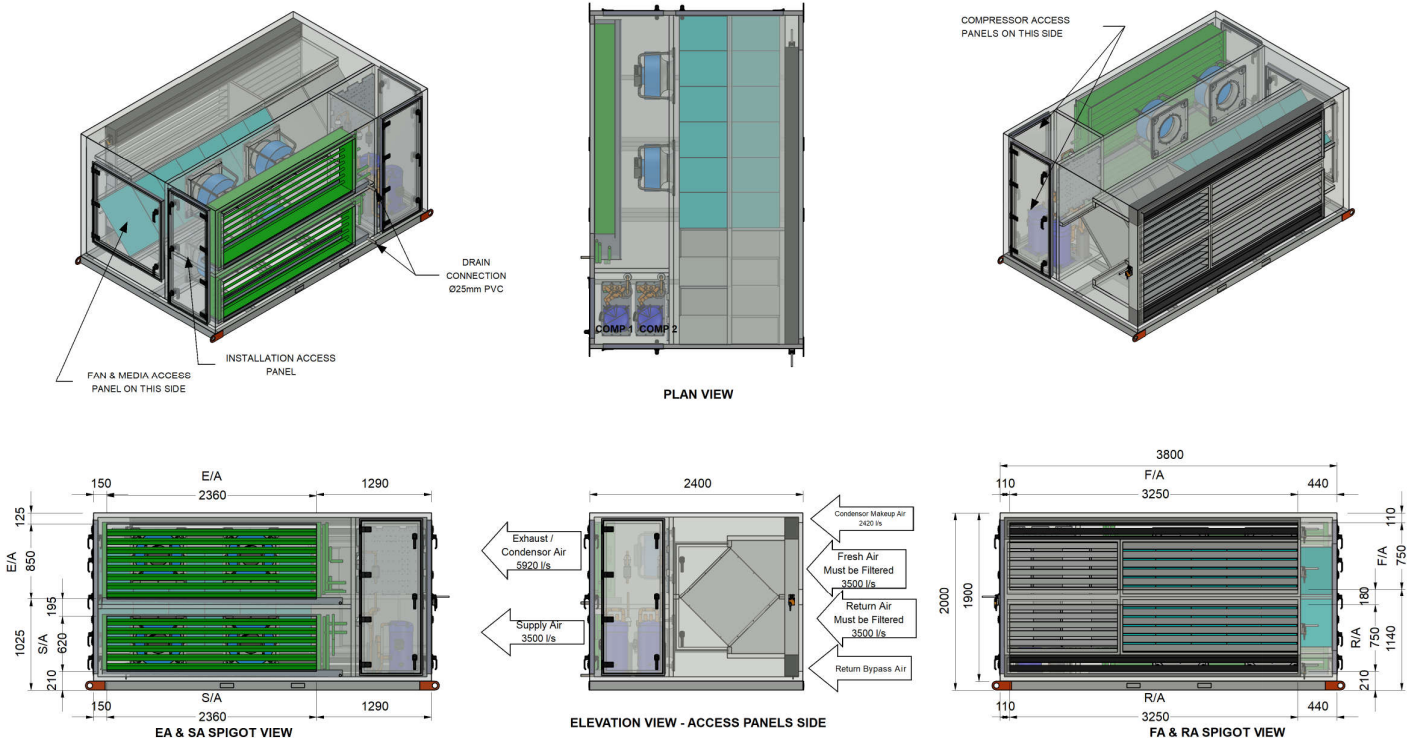 COMPRESSOR ACCESS
PANELS ON THIS SIDE
DRAIN
CONNECTION
Ø25mm PVC
INSTALLATION ACCESS
PANEL
FAN & MEDIA ACCESS
PANEL ON THIS SIDE
COMP 1 COMP 2
PLAN VIEW
E/A
150
2360
1290
125
E/A
850
195
S/A
620
1025
210
S/A
150
2360
1290
EA & SA SPIGOT VIEW
2400
Exhaust /
Condensor Air
5920 l/s
Supply Air
3500 l/s
Condensor Makeup Air
2420 l/s
Fresh Air
Must be Filtered
3500 l/s
Return Air
Must be Filtered
3500 l/s
Return Bypass Air
ELEVATION VIEW - ACCESS PANELS SIDE
3800
F/A
110
3250
440
2000
1900
110
F/A
750
180
R/A
750
1140
210
R/A
110
3250
440
FA & RA SPIGOT VIEW